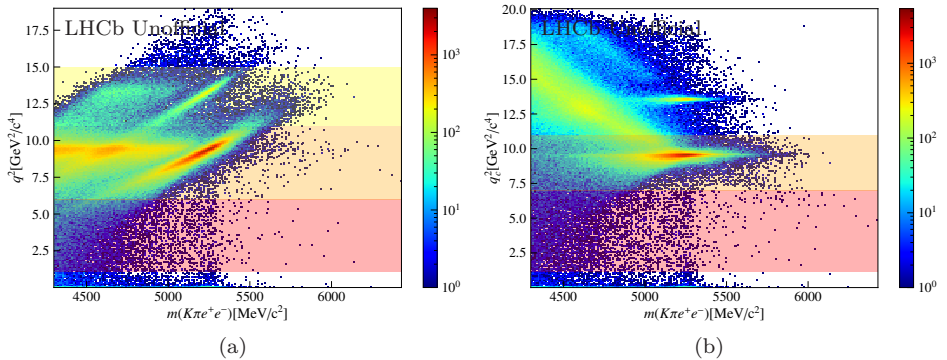 LHCb Unofficial
17.5
15.0
12.5
10.0
7.5
5.0
2.5
q²[GeV²/c⁴]
4500 5000 5500 6000
m(Kπe⁺e⁻)[MeV/c²]
10³
10²
10¹
10⁰
(a)
LHCb Unofficial
20.0
17.5
15.0
12.5
10.0
7.5
5.0
2.5
q²c[GeV²/c⁴]
4500 5000 5500 6000
m(Kπe⁺e⁻)[MeV/c²]
10³
10²
10¹
10⁰
(b)